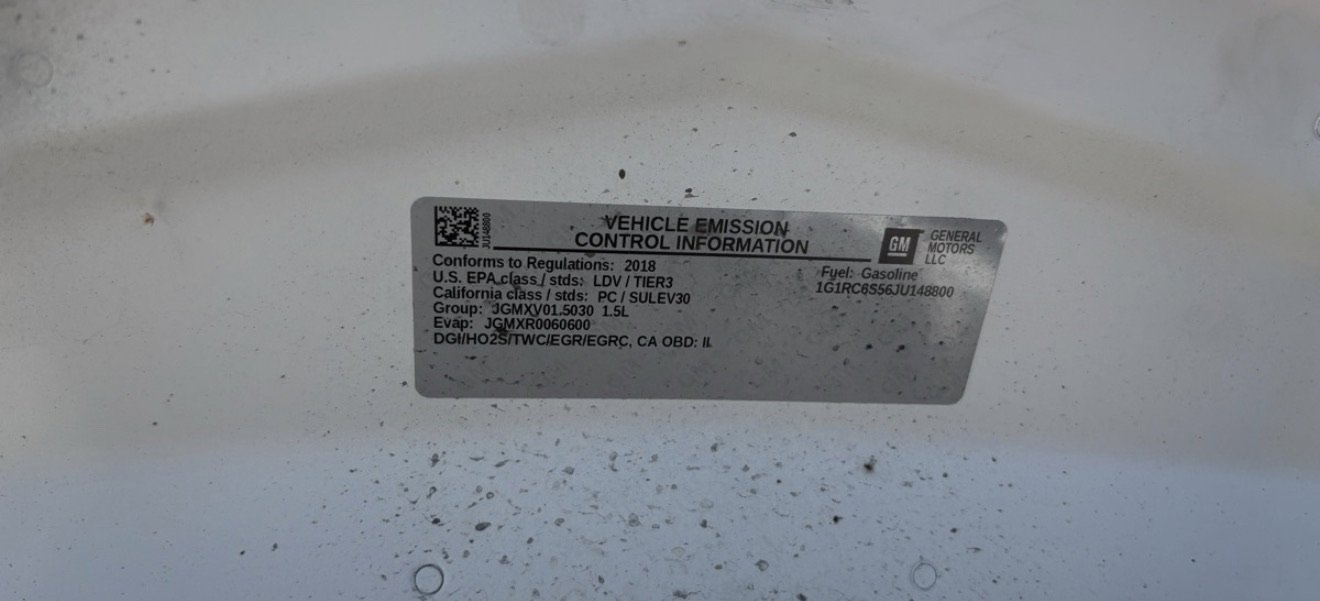 JU148800
VEHICLE EMISSION
CONTROL INFORMATION
GM
GENERAL
MOTORS
LLC
Conforms to Regulations: 2018
U.S. EPA class / stds: LDV / TIER3
California class / stds: PC / SULEV30
Group: JGMXV01.5030 1.5L
Evap: JGMXR0060600
DGI/HO2S/TWC/EGR/EGRC, CA OBD: II
Fuel: Gasoline
1G1RC6S56JU148800